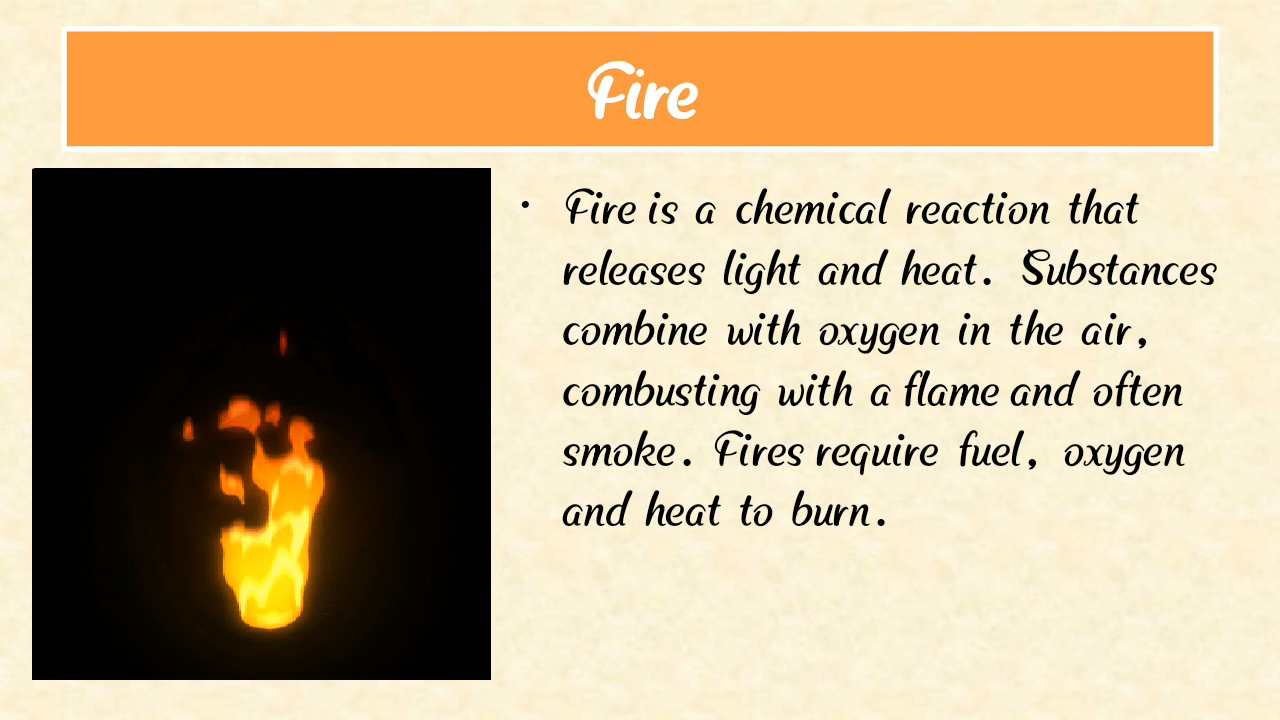 Fire
• Fire is a chemical reaction that
releases light and heat. Substances
combine with oxygen in the air,
combusting with a flame and often
smoke. Fires require fuel, oxygen
and heat to burn.